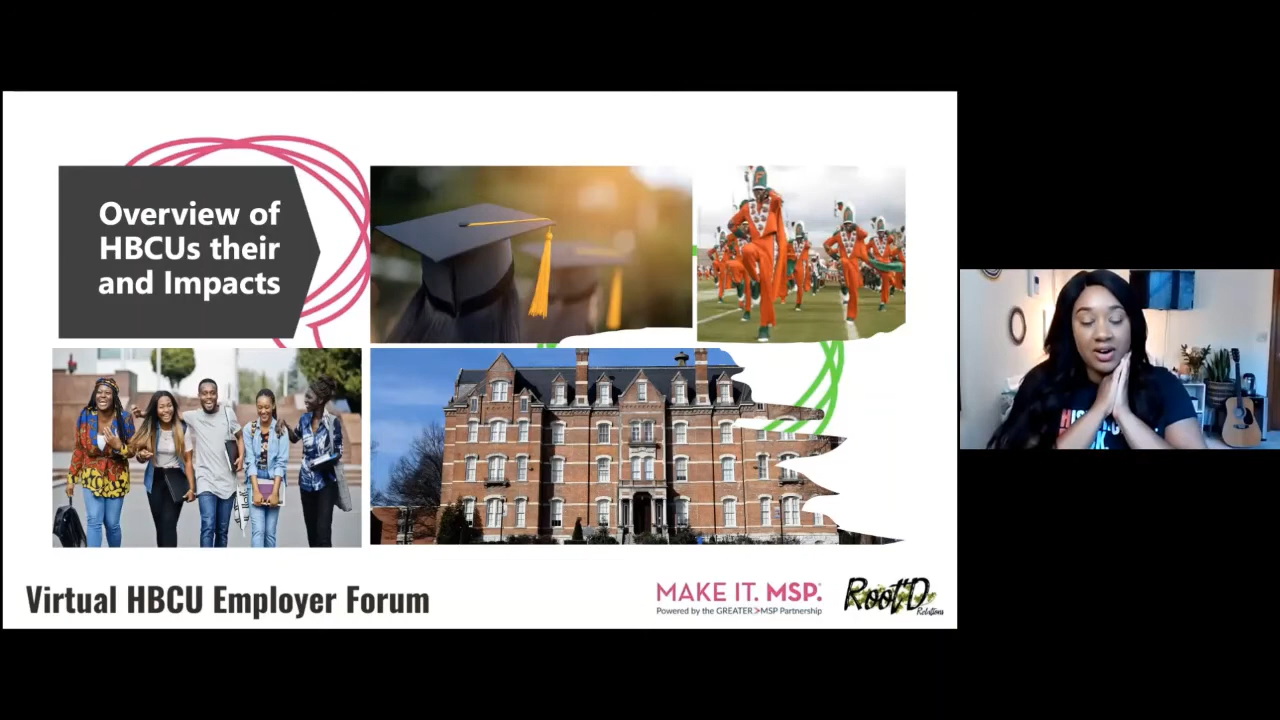 Overview of
HBCUs their
and Impacts
F
Virtual HBCU Employer Forum
MAKE IT. MSP.
Powered by the GREATER>MSP Partnership
Root'D
Relations